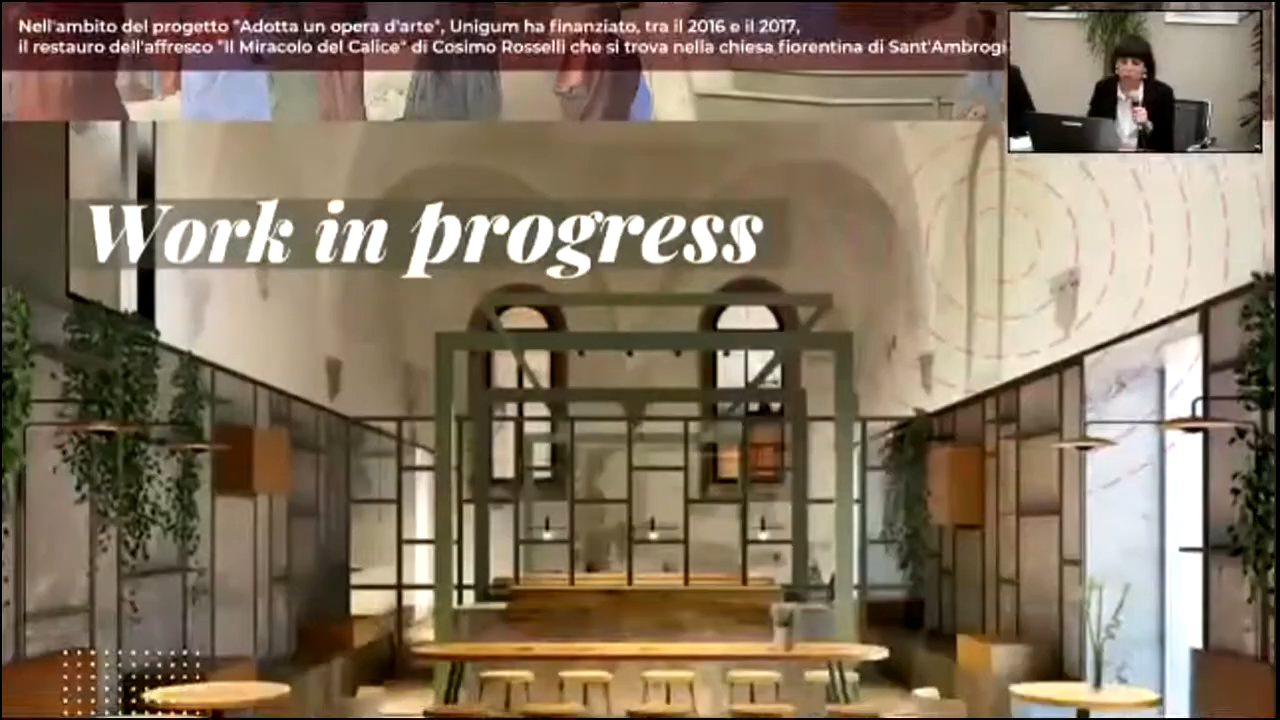 Nell'ambito del progetto "Adotta un opera d'arte", Unigum ha finanziato, tra il 2016 e il 2017,
il restauro dell'affresco "Il Miracolo del Calice" di Cosimo Rosselli che si trova nella chiesa fiorentina di Sant'Ambrogi
Work in progress